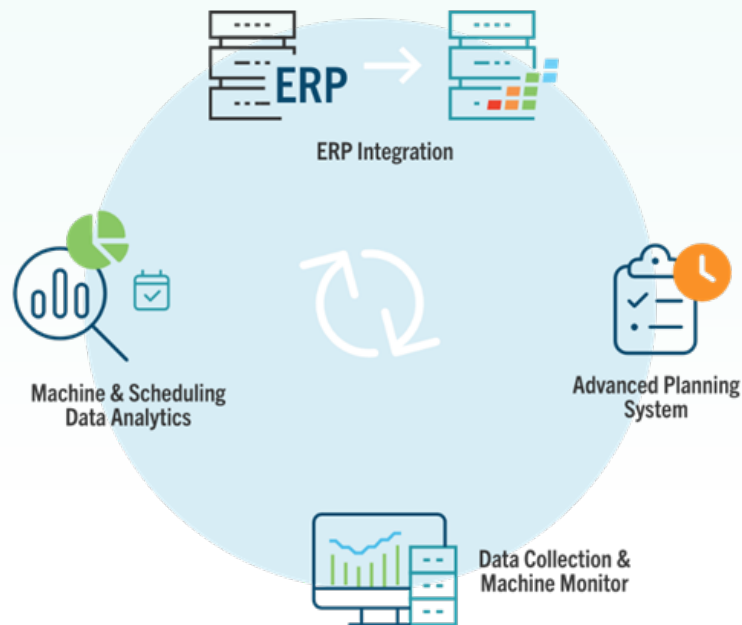 ERP
ERP Integration
Machine & Scheduling
Data Analytics
Advanced Planning
System
Data Collection &
Machine Monitor